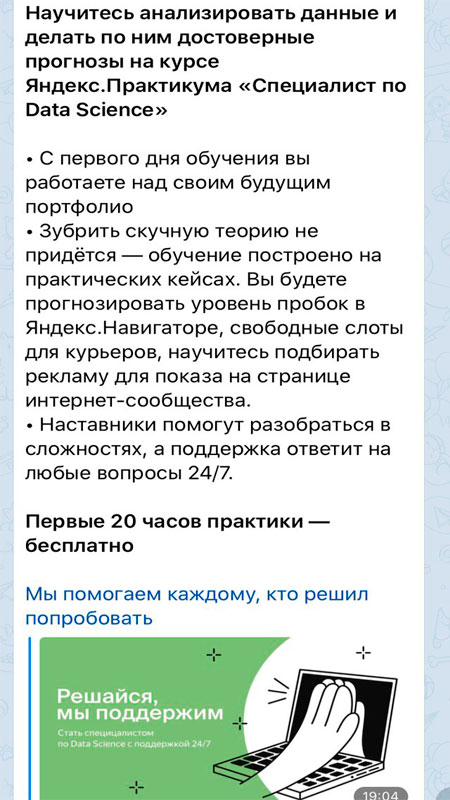 Научитесь анализировать данные и
делать по ним достоверные
прогнозы на курсе
Яндекс.Практикума «Специалист по
Data Science»
• С первого дня обучения вы
работаете над своим будущим
портфолио
• Зубрить скучную теорию не
придётся — обучение построено на
практических кейсах. Вы будете
прогнозировать уровень пробок в
Яндекс.Навигаторе, свободные слоты
для курьеров, научитесь подбирать
рекламу для показа на странице
интернет-сообщества.
• Наставники помогут разобраться в
сложностях, а поддержка ответит на
любые вопросы 24/7.
Первые 20 часов практики —
бесплатно
Мы помогаем каждому, кто решил
попробовать
Решайся,
мы поддержим
Стать специцалистом
по Data Science с поддержкой 24/7
19:04